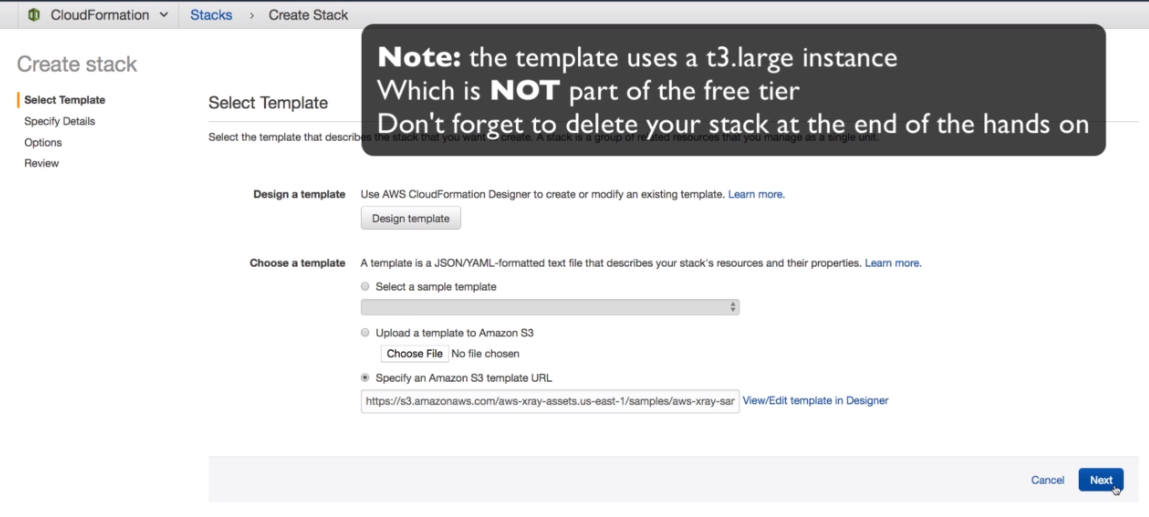 CloudFormation
Stacks
Create Stack
Note: the template uses a t3.large instance
Which is NOT part of the free tier
Don't forget to delete your stack at the end of the hands on
Create stack
Select Template
Specify Details
Options
Review
Select Template
Select the template that describes the stack that you want to create. A stack is a group of related resources that you manage as a single unit.
Design a template Use AWS CloudFormation Designer to create or modify an existing template. Learn more.
Design template
Choose a template A template is a JSON/YAML-formatted text file that describes your stack's resources and their properties. Learn more.
Select a sample template
Upload a template to Amazon S3
Choose File No file chosen
Specify an Amazon S3 template URL
https://s3.amazonaws.com/aws-xray-assets.us-east-1/samples/aws-xray-sar View/Edit template in Designer
Cancel Next